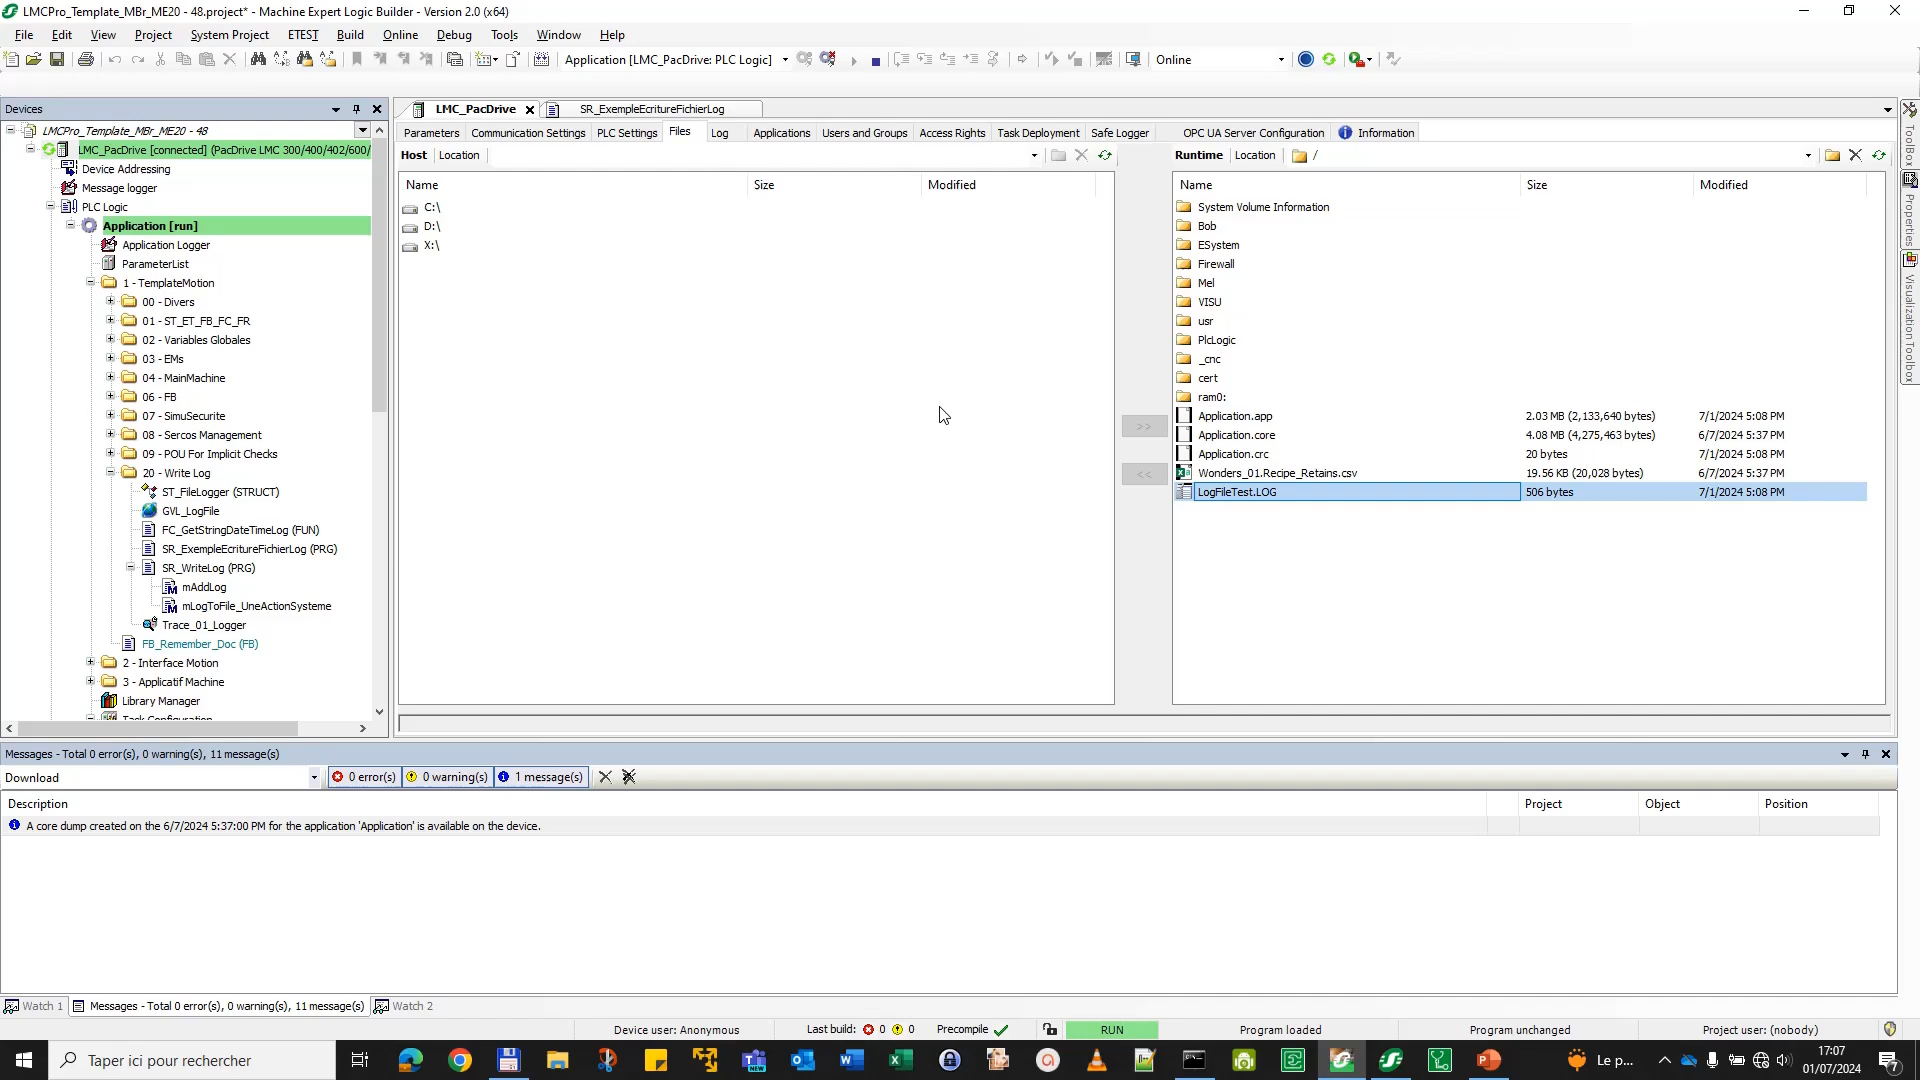 LMCPro_Template_MBr_ME20 - 48.project* - Machine Expert Logic Builder - Version 2.0 (x64)
File Edit View Project System Project ETEST Build Online Debug Tools Window Help
Application [LMC_PacDrive: PLC Logic] Online
Devices
LMCPro_Template_MBr_ME20 - 48
LMC_PacDrive [connected] (PacDrive LMC 300/400/402/600/
Device Addressing
Message logger
PLC Logic
Application [run]
Application Logger
ParameterList
1 - TemplateMotion
00 - Divers
01 - ST_ET_FB_FC_FR
02 - Variables Globales
03 - EMs
04 - MainMachine
06 - FB
07 - SimuSecurite
08 - Sercos Management
09 - POU For Implicit Checks
20 - Write Log
ST_FileLogger (STRUCT)
GVL_LogFile
FC_GetStringDateTimeLog (FUN)
SR_ExempleEcritureFichierLog (PRG)
SR_WriteLog (PRG)
mAddLog
mLogToFile_UneActionSysteme
Trace_01_Logger
FB_Remember_Doc (FB)
2 - Interface Motion
3 - Applicatif Machine
Library Manager
Task Configuration
LMC_PacDrive SR_ExempleEcritureFichierLog
Parameters Communication Settings PLC Settings Files Log Applications Users and Groups Access Rights Task Deployment Safe Logger OPC UA Server Configuration Information
Host Location
Name Size Modified
C:\
D:\
X:\
>>
<<
Runtime Location /
Name Size Modified
System Volume Information
Bob
ESystem
Firewall
Mel
VISU
usr
PlcLogic
_cnc
cert
ram0:
Application.app 2.03 MB (2,133,640 bytes) 7/1/2024 5:08 PM
Application.core 4.08 MB (4,275,463 bytes) 6/7/2024 5:37 PM
Application.crc 20 bytes 7/1/2024 5:08 PM
Wonders_01.Recipe_Retains.csv 19.56 KB (20,028 bytes) 6/7/2024 5:37 PM
LogFileTest.LOG 506 bytes 7/1/2024 5:08 PM
ToolBox
Properties
Visualization Toolbox
Messages - Total 0 error(s), 0 warning(s), 11 message(s)
Download 0 error(s) 0 warning(s) 1 message(s)
Description Project Object Position
A core dump created on the 6/7/2024 5:37:00 PM for the application 'Application' is available on the device.
Watch 1 Messages - Total 0 error(s), 0 warning(s), 11 message(s) Watch 2
Device user: Anonymous Last build: 0 0 Precompile RUN Program loaded Program unchanged Project user: (nobody)
Taper ici pour rechercher
Le p...
17:07
01/07/2024
7